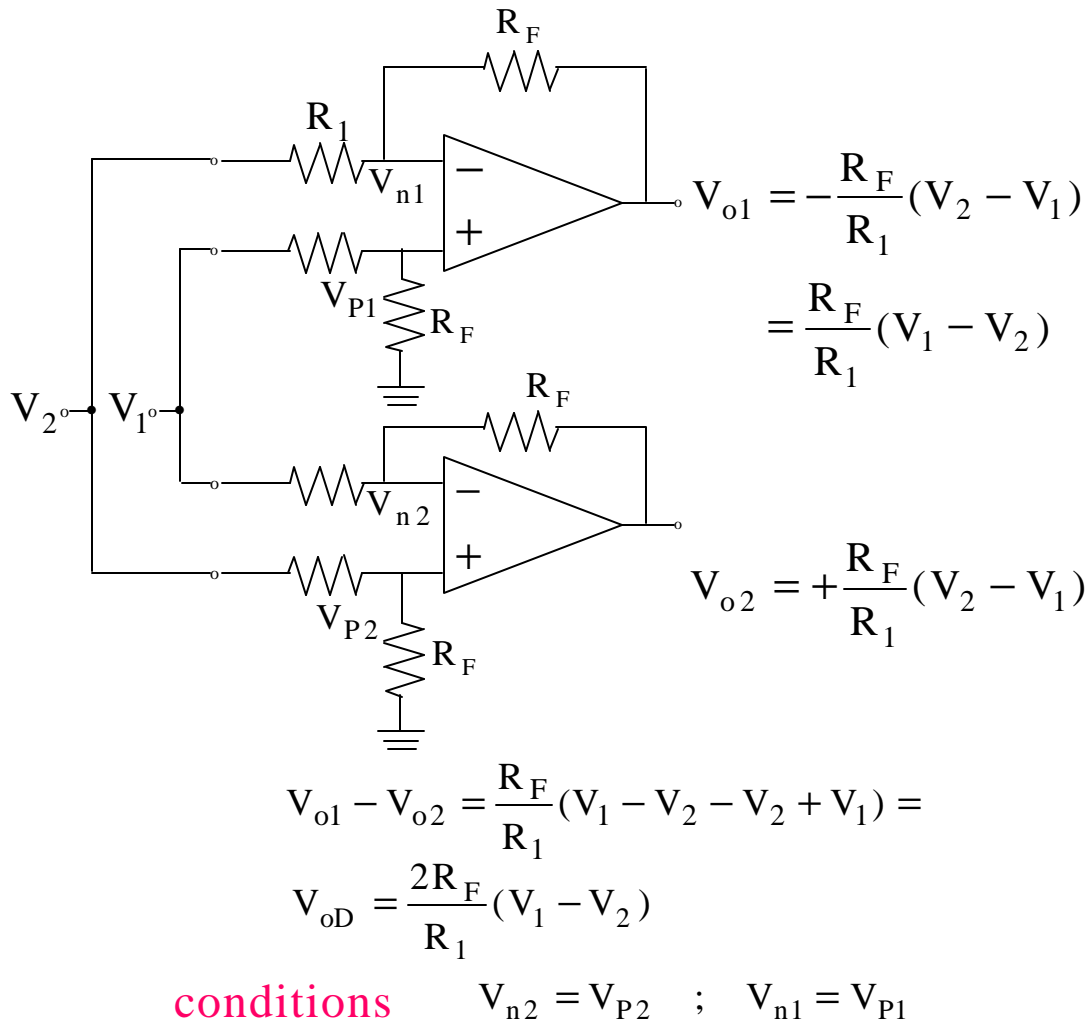 R_F
R_1
V_n1
−
+
V_o1 = −R_F/R_1 (V_2 − V_1)
V_P1
R_F
= R_F/R_1 (V_1 − V_2)
R_F
V_2 V_1
V_n2
−
+
V_o2 = +R_F/R_1 (V_2 − V_1)
V_P2
R_F
V_o1 − V_o2 = R_F/R_1 (V_1 − V_2 − V_2 + V_1) =
V_oD = 2R_F/R_1 (V_1 − V_2)
conditions V_n2 = V_P2 ; V_n1 = V_P1